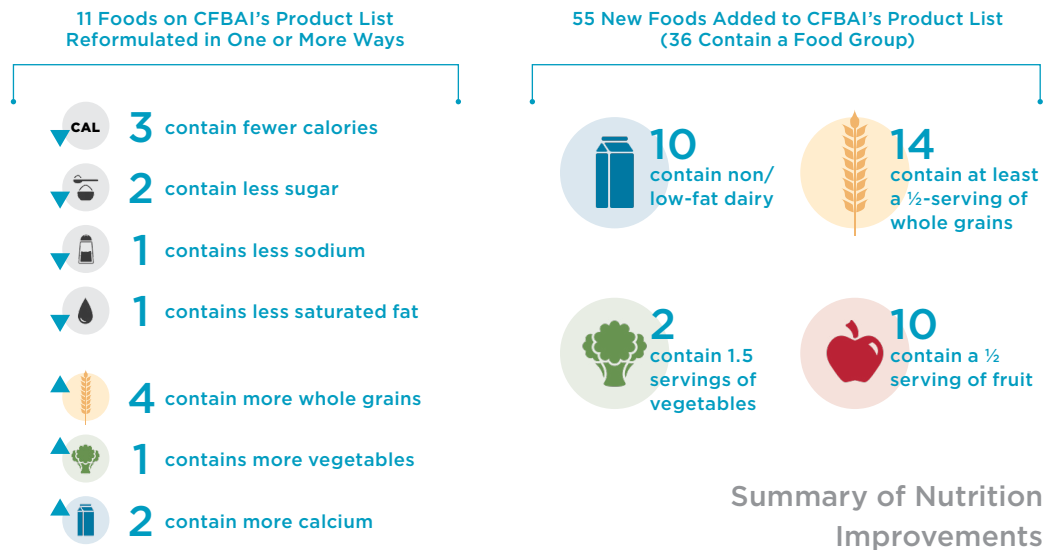 11 Foods on CFBAI's Product List
Reformulated in One or More Ways
CAL
3 contain fewer calories
2 contain less sugar
1 contains less sodium
1 contains less saturated fat
4 contain more whole grains
1 contains more vegetables
2 contain more calcium
55 New Foods Added to CFBAI's Product List
(36 Contain a Food Group)
10
contain non/
low-fat dairy
14
contain at least
a ½-serving of
whole grains
2
contain 1.5
servings of
vegetables
10
contain a ½
serving of fruit
Summary of Nutrition
Improvements